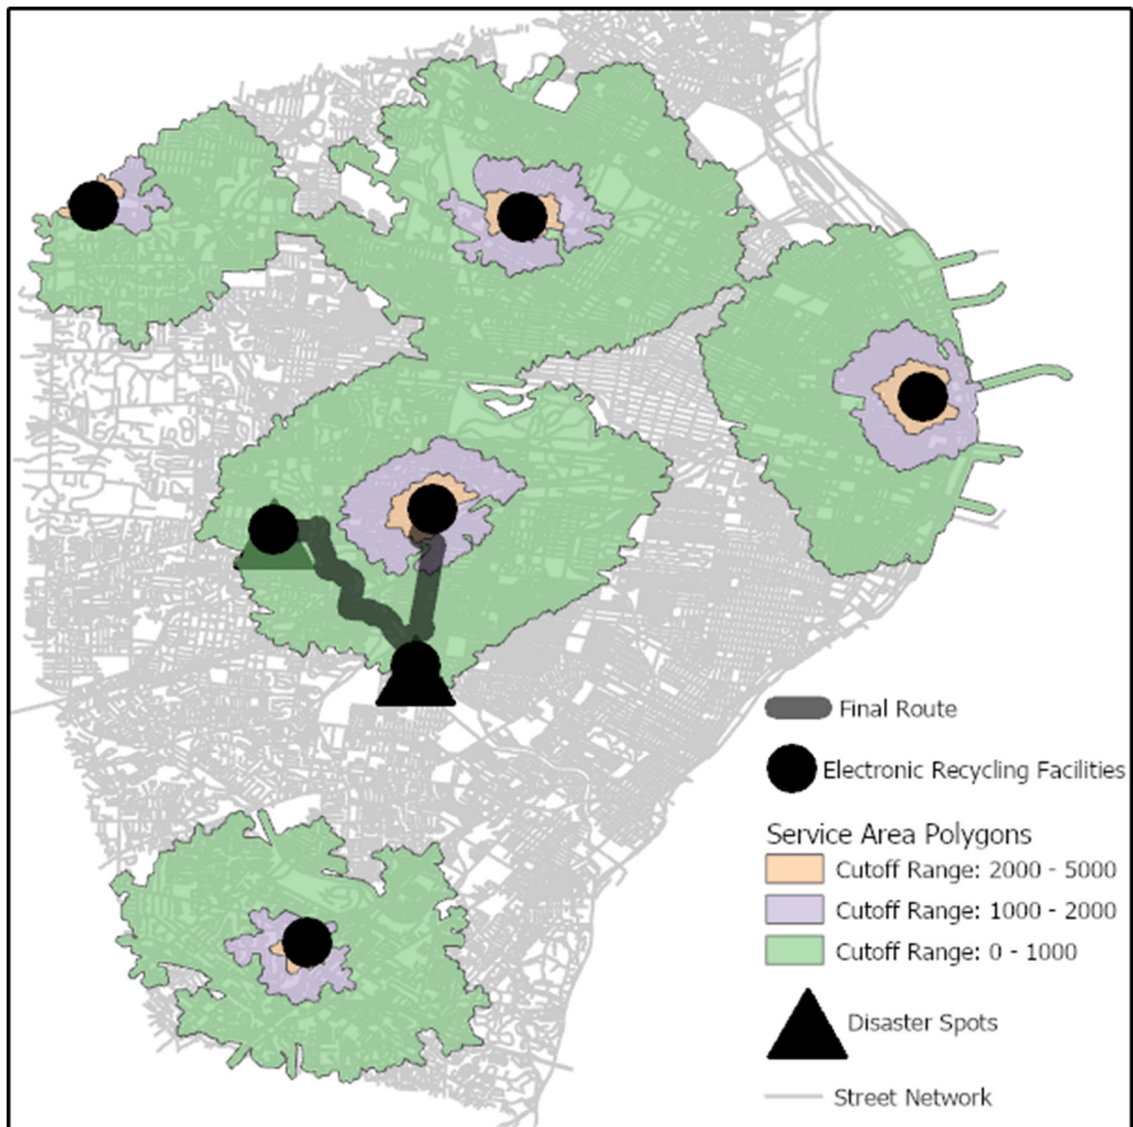 Final Route
Electronic Recycling Facilities
Service Area Polygons
Cutoff Range: 2000 - 5000
Cutoff Range: 1000 - 2000
Cutoff Range: 0 - 1000
Disaster Spots
Street Network